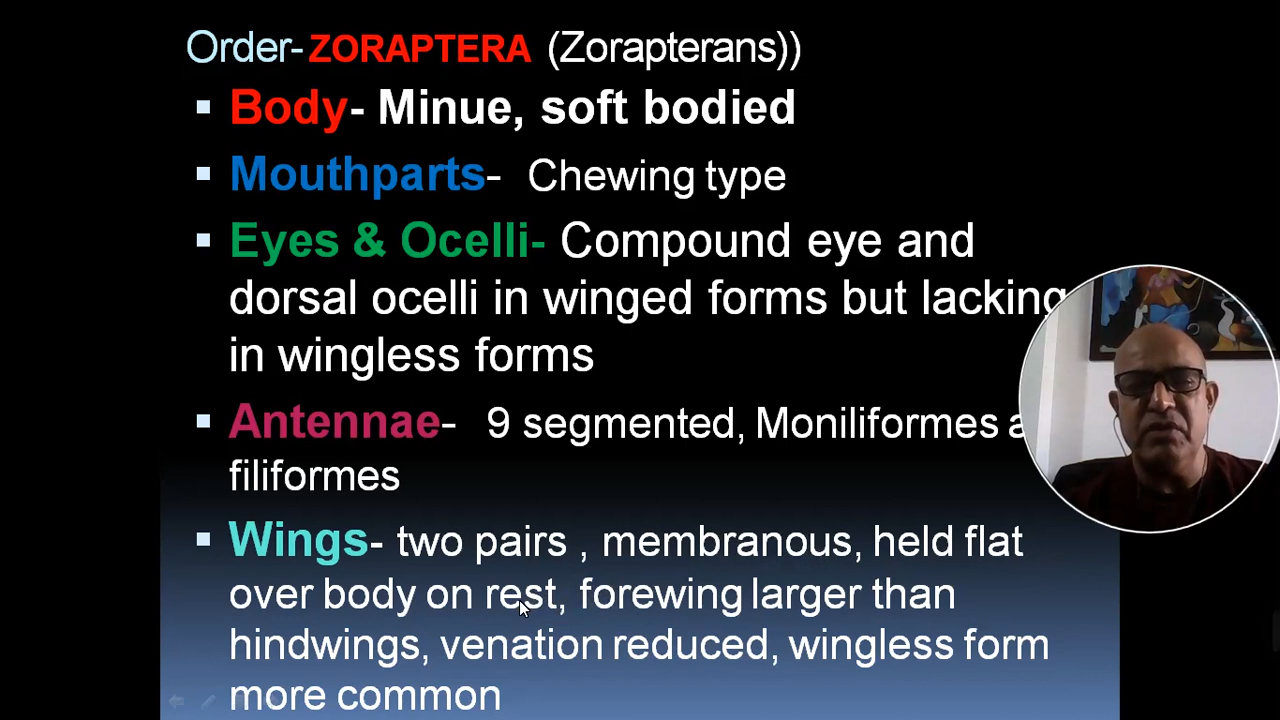 Order- ZORAPTERA (Zorapterans))
Body- Minue, soft bodied
Mouthparts- Chewing type
Eyes & Ocelli- Compound eye and
dorsal ocelli in winged forms but lacking
in wingless forms
Antennae- 9 segmented, Moniliformes
filiformes
Wings- two pairs , membranous, held flat
over body on rest, forewing larger than
hindwings, venation reduced, wingless form
more common